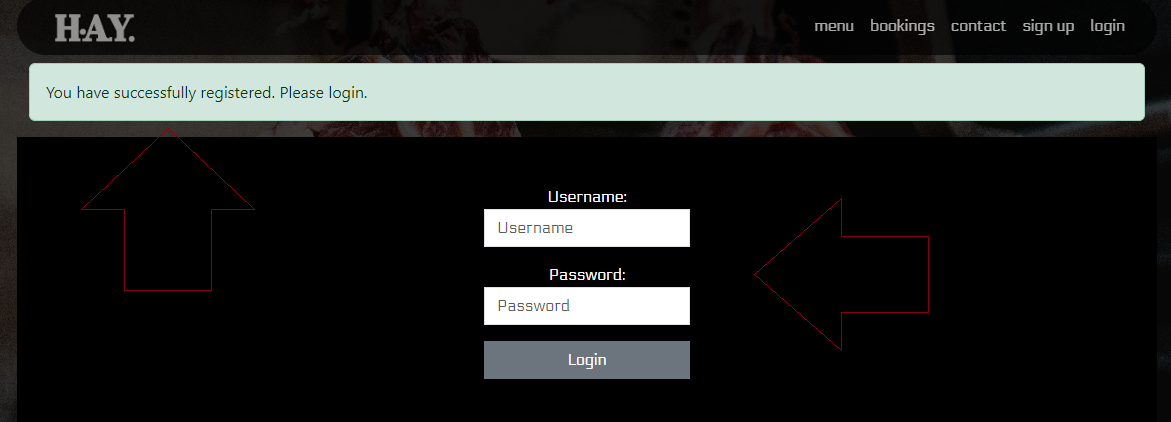 H·A·Y.
menu bookings contact sign up login
You have successfully registered. Please login.
Username:
Username
Password:
Password
Login